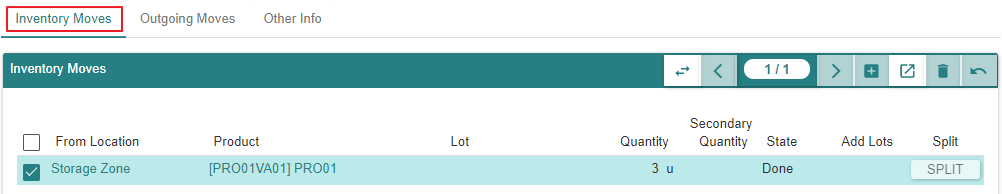 Inventory Moves Outgoing Moves Other Info
Inventory Moves 1 / 1
From Location Product Lot Quantity Secondary Quantity State Add Lots Split
Storage Zone [PRO01VA01] PRO01 3 u Done SPLIT